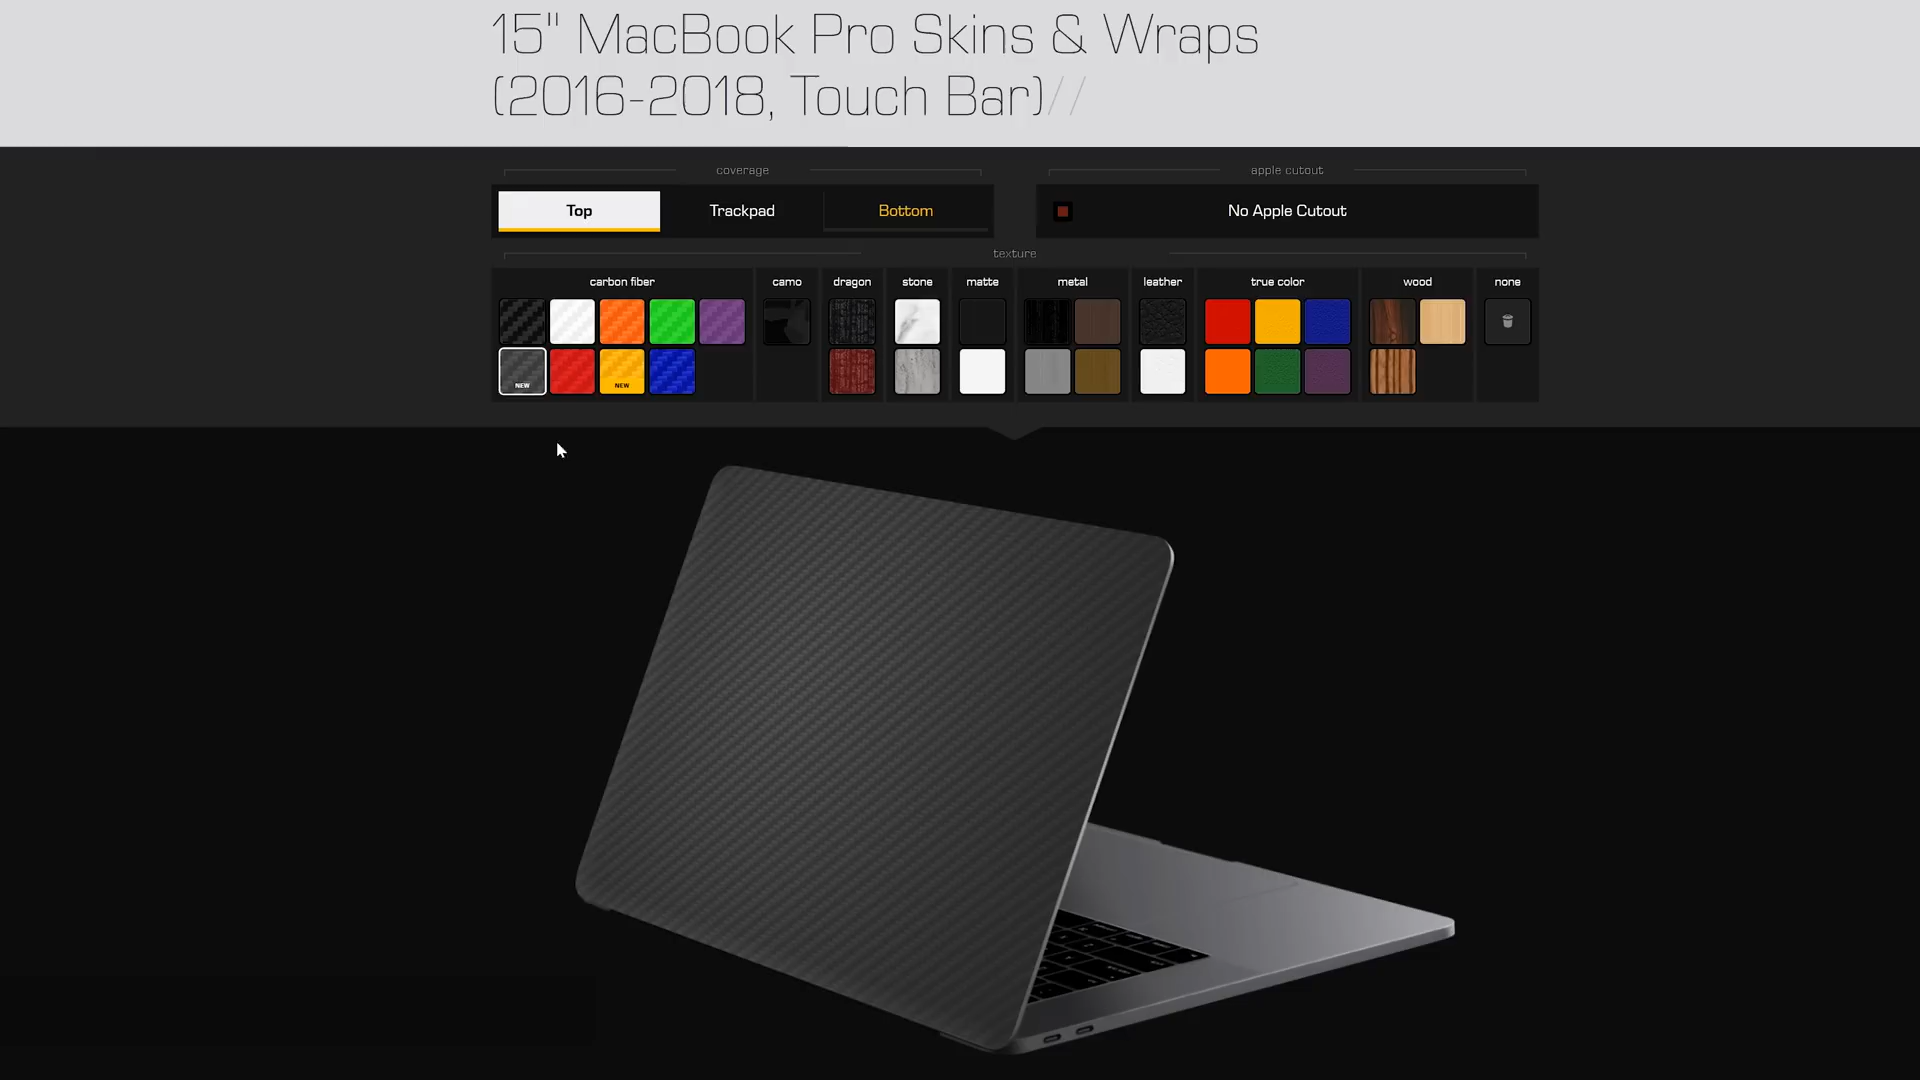 15" MacBook Pro Skins & Wraps
(2016-2018, Touch Bar)//
coverage
apple cutout
Top
Trackpad
Bottom
No Apple Cutout
texture
carbon fiber
camo
dragon
stone
matte
metal
leather
true color
wood
none
NEW
NEW